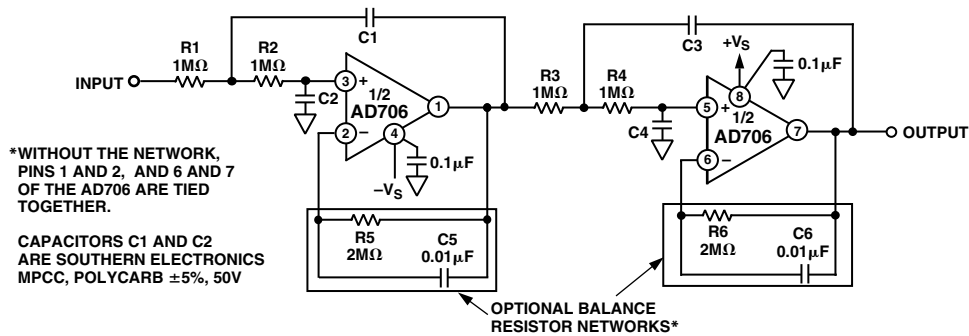 C1
C3
R1
1MΩ
R2
1MΩ
INPUT
3
+
1/2
AD706
1
C2
2
−
4
0.1μF
−VS
R3
1MΩ
R4
1MΩ
+VS
8
0.1μF
5
+
1/2
AD706
7
OUTPUT
C4
6
−
*WITHOUT THE NETWORK,
PINS 1 AND 2, AND 6 AND 7
OF THE AD706 ARE TIED
TOGETHER.
CAPACITORS C1 AND C2
ARE SOUTHERN ELECTRONICS
MPCC, POLYCARB ±5%, 50V
R5
2MΩ
C5
0.01μF
R6
2MΩ
C6
0.01μF
OPTIONAL BALANCE
RESISTOR NETWORKS*